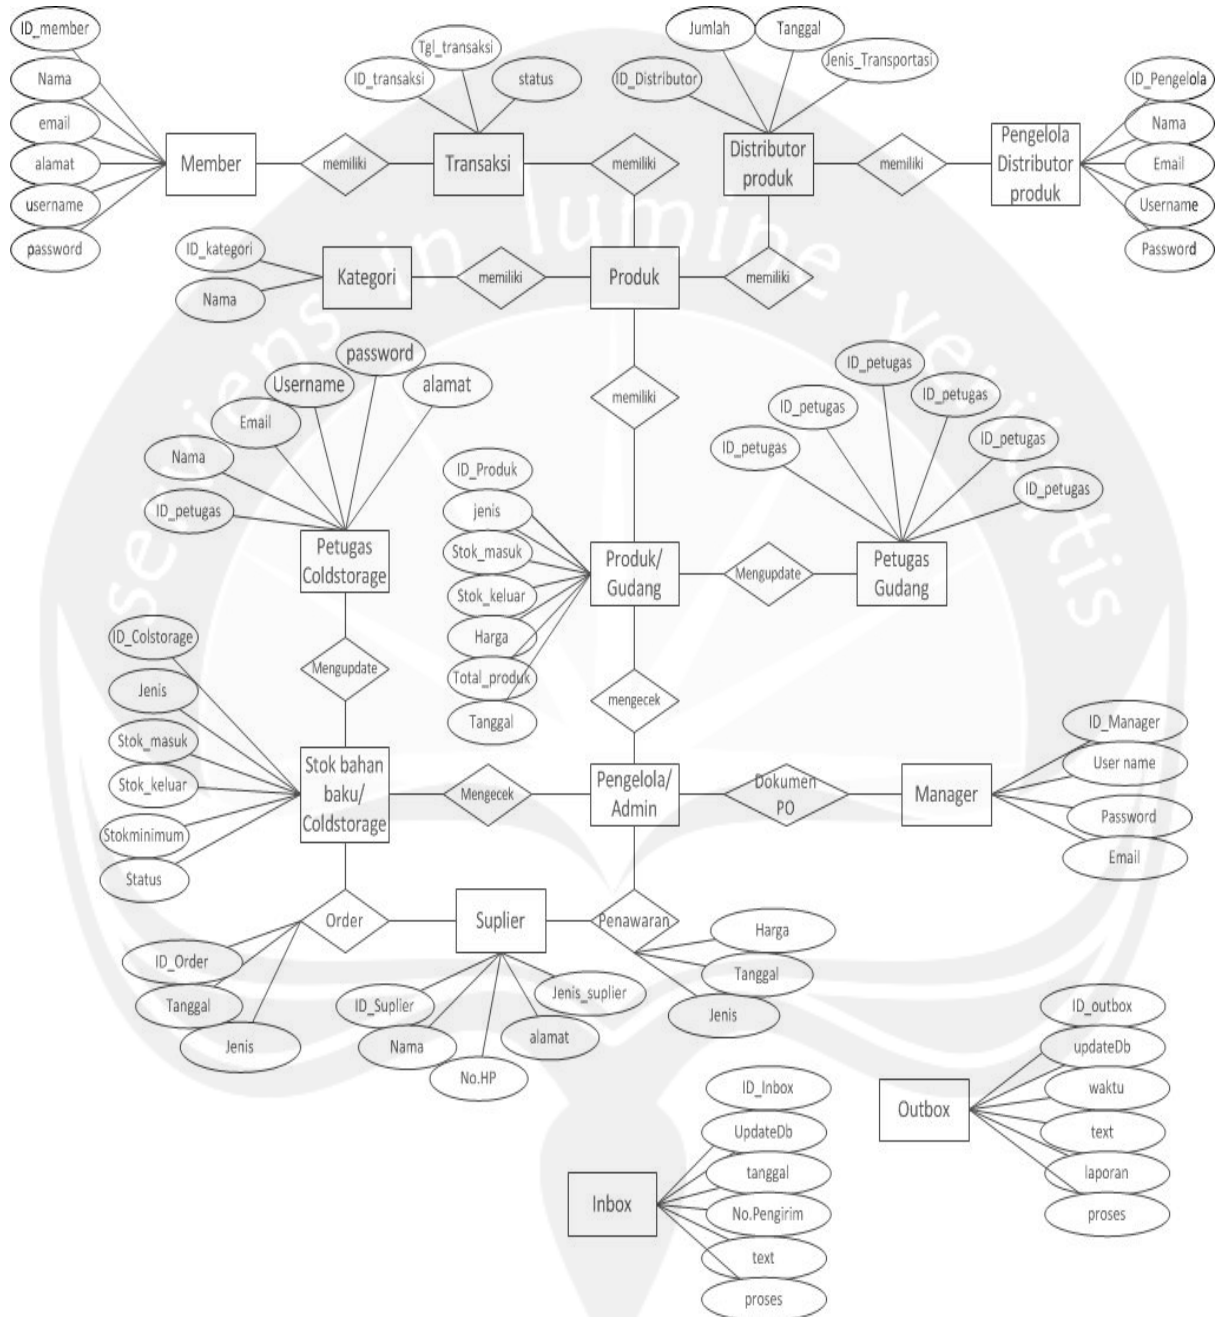 ID_member
Nama
email
alamat
username
password
Member
memiliki
ID_transaksi
Tgl_transaksi
status
Transaksi
memiliki
Jumlah
Tanggal
ID_Distributor
Jenis_Transportasi
Distributor
produk
memiliki
Pengelola
Distributor
produk
ID_Pengelola
Nama
Email
Username
Password
ID_kategori
Nama
Kategori
memiliki
Produk
memiliki
memiliki
password
Username
alamat
Email
Nama
ID_petugas
Petugas
Coldstorage
ID_Produk
jenis
Stok_masuk
Stok_keluar
Harga
Total_produk
Tanggal
Produk/
Gudang
Mengupdate
Petugas
Gudang
ID_petugas
ID_petugas
ID_petugas
ID_petugas
ID_petugas
ID_petugas
Mengupdate
mengecek
ID_Colstorage
Jenis
Stok_masuk
Stok_keluar
Stokminimum
Status
Stok bahan
baku/
Coldstorage
Mengecek
Pengelola/
Admin
Dokumen
PO
Manager
ID_Manager
User name
Password
Email
Order
Suplier
Penawaran
ID_Order
Tanggal
Jenis
ID_Suplier
Nama
No.HP
alamat
Jenis_suplier
Harga
Tanggal
Jenis
Inbox
ID_Inbox
UpdateDb
tanggal
No.Pengirim
text
proses
Outbox
ID_outbox
updateDb
waktu
text
laporan
proses
serviens in lumine veritatis